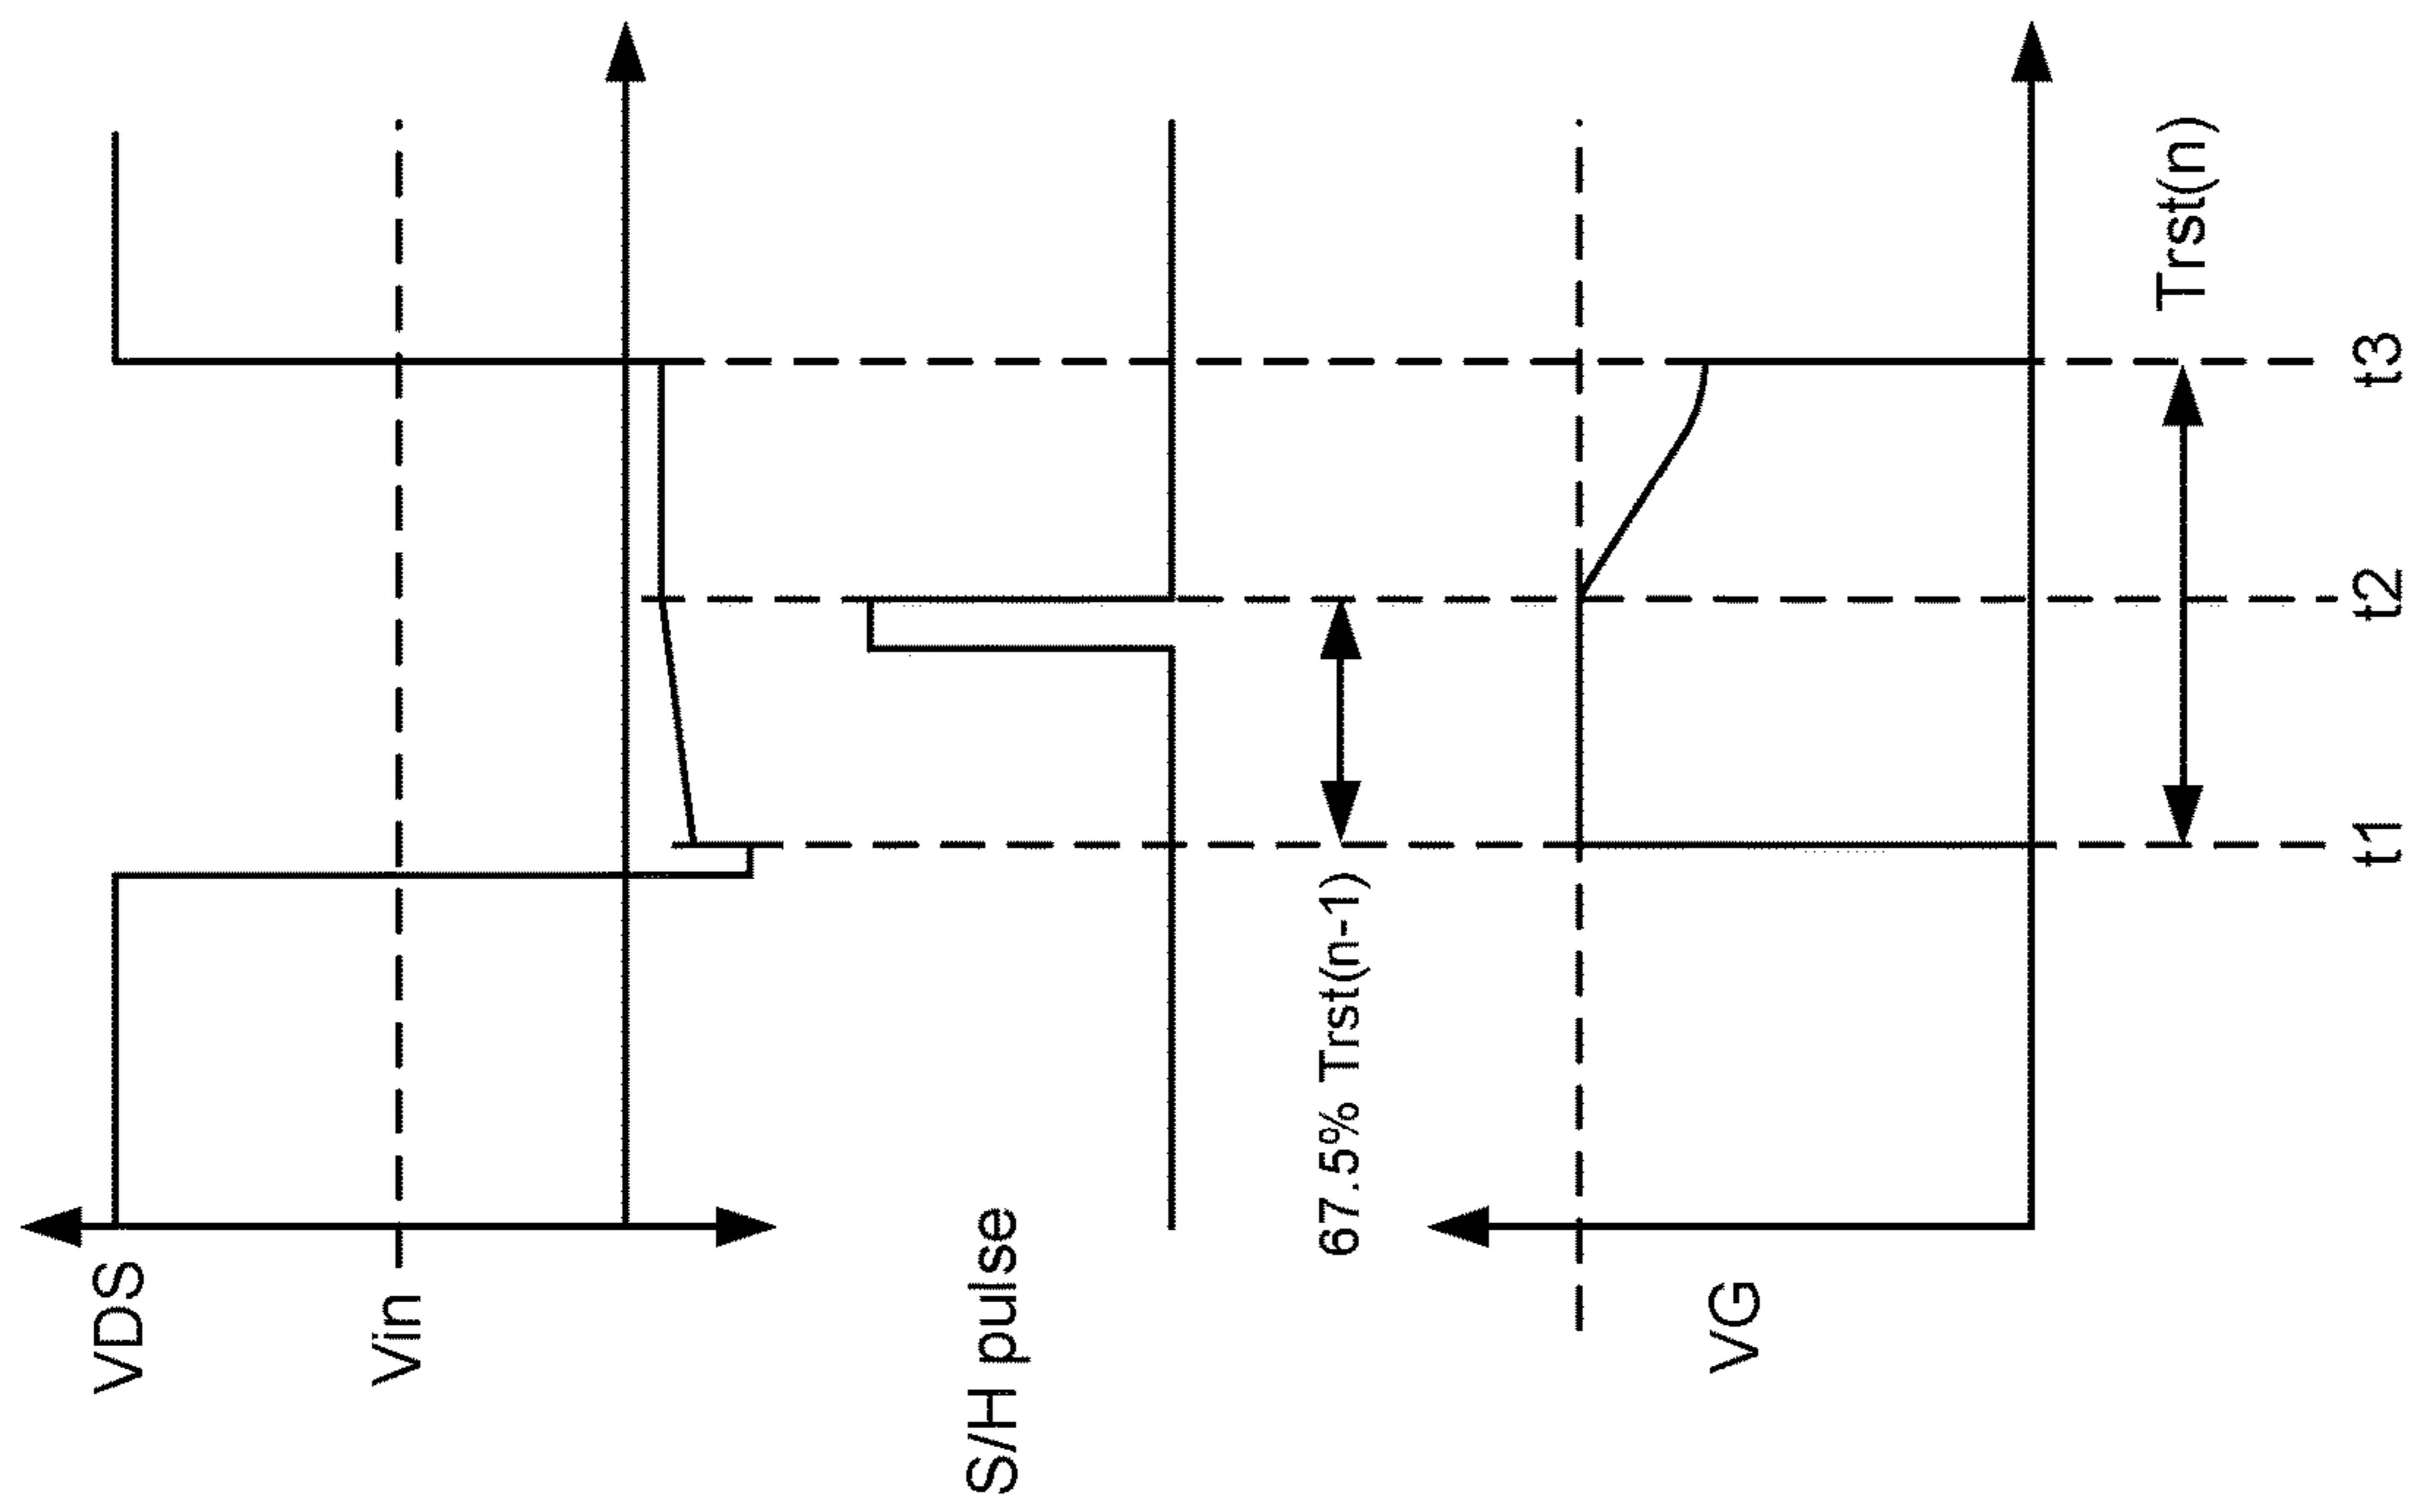 VDS
Vin
S/H pulse
67.5% Trst(n-1)
VG
Trst(n)
t1
t2
t3